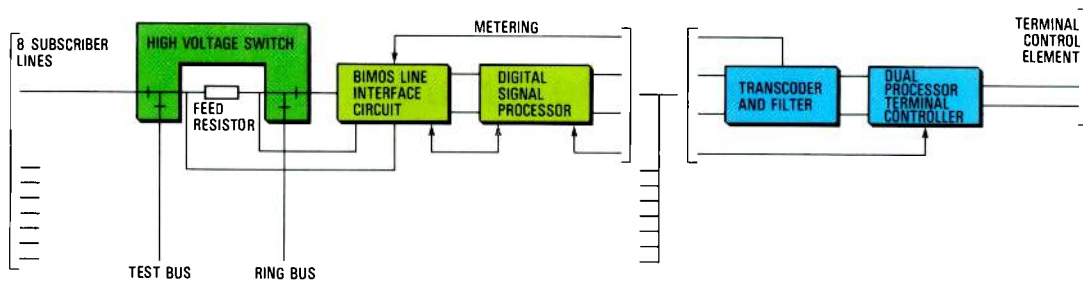 8 SUBSCRIBER
LINES
HIGH VOLTAGE SWITCH
FEED
RESISTOR
TEST BUS
RING BUS
METERING
BIMOS LINE
INTERFACE
CIRCUIT
DIGITAL
SIGNAL
PROCESSOR
TRANSCODER
AND FILTER
DUAL
PROCESSOR
TERMINAL
CONTROLLER
TERMINAL
CONTROL
ELEMENT